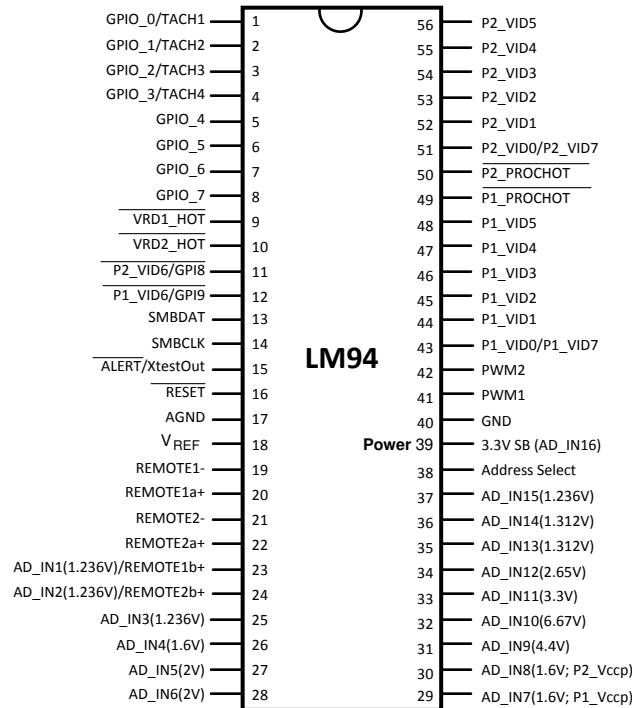 GPIO_0/TACH1 1
GPIO_1/TACH2 2
GPIO_2/TACH3 3
GPIO_3/TACH4 4
GPIO_4 5
GPIO_5 6
GPIO_6 7
GPIO_7 8
VRD1_HOT 9
VRD2_HOT 10
P2_VID6/GPI8 11
P1_VID6/GPI9 12
SMBDAT 13
SMBCLK 14
ALERT/XtestOut 15
RESET 16
AGND 17
VREF 18
REMOTE1- 19
REMOTE1a+ 20
REMOTE2- 21
REMOTE2a+ 22
AD_IN1(1.236V)/REMOTE1b+ 23
AD_IN2(1.236V)/REMOTE2b+ 24
AD_IN3(1.236V) 25
AD_IN4(1.6V) 26
AD_IN5(2V) 27
AD_IN6(2V) 28
LM94
56 P2_VID5
55 P2_VID4
54 P2_VID3
53 P2_VID2
52 P2_VID1
51 P2_VID0/P2_VID7
50 P2_PROCHOT
49 P1_PROCHOT
48 P1_VID5
47 P1_VID4
46 P1_VID3
45 P1_VID2
44 P1_VID1
43 P1_VID0/P1_VID7
42 PWM2
41 PWM1
40 GND
Power 39 3.3V SB (AD_IN16)
38 Address Select
37 AD_IN15(1.236V)
36 AD_IN14(1.312V)
35 AD_IN13(1.312V)
34 AD_IN12(2.65V)
33 AD_IN11(3.3V)
32 AD_IN10(6.67V)
31 AD_IN9(4.4V)
30 AD_IN8(1.6V; P2_Vccp)
29 AD_IN7(1.6V; P1_Vccp)